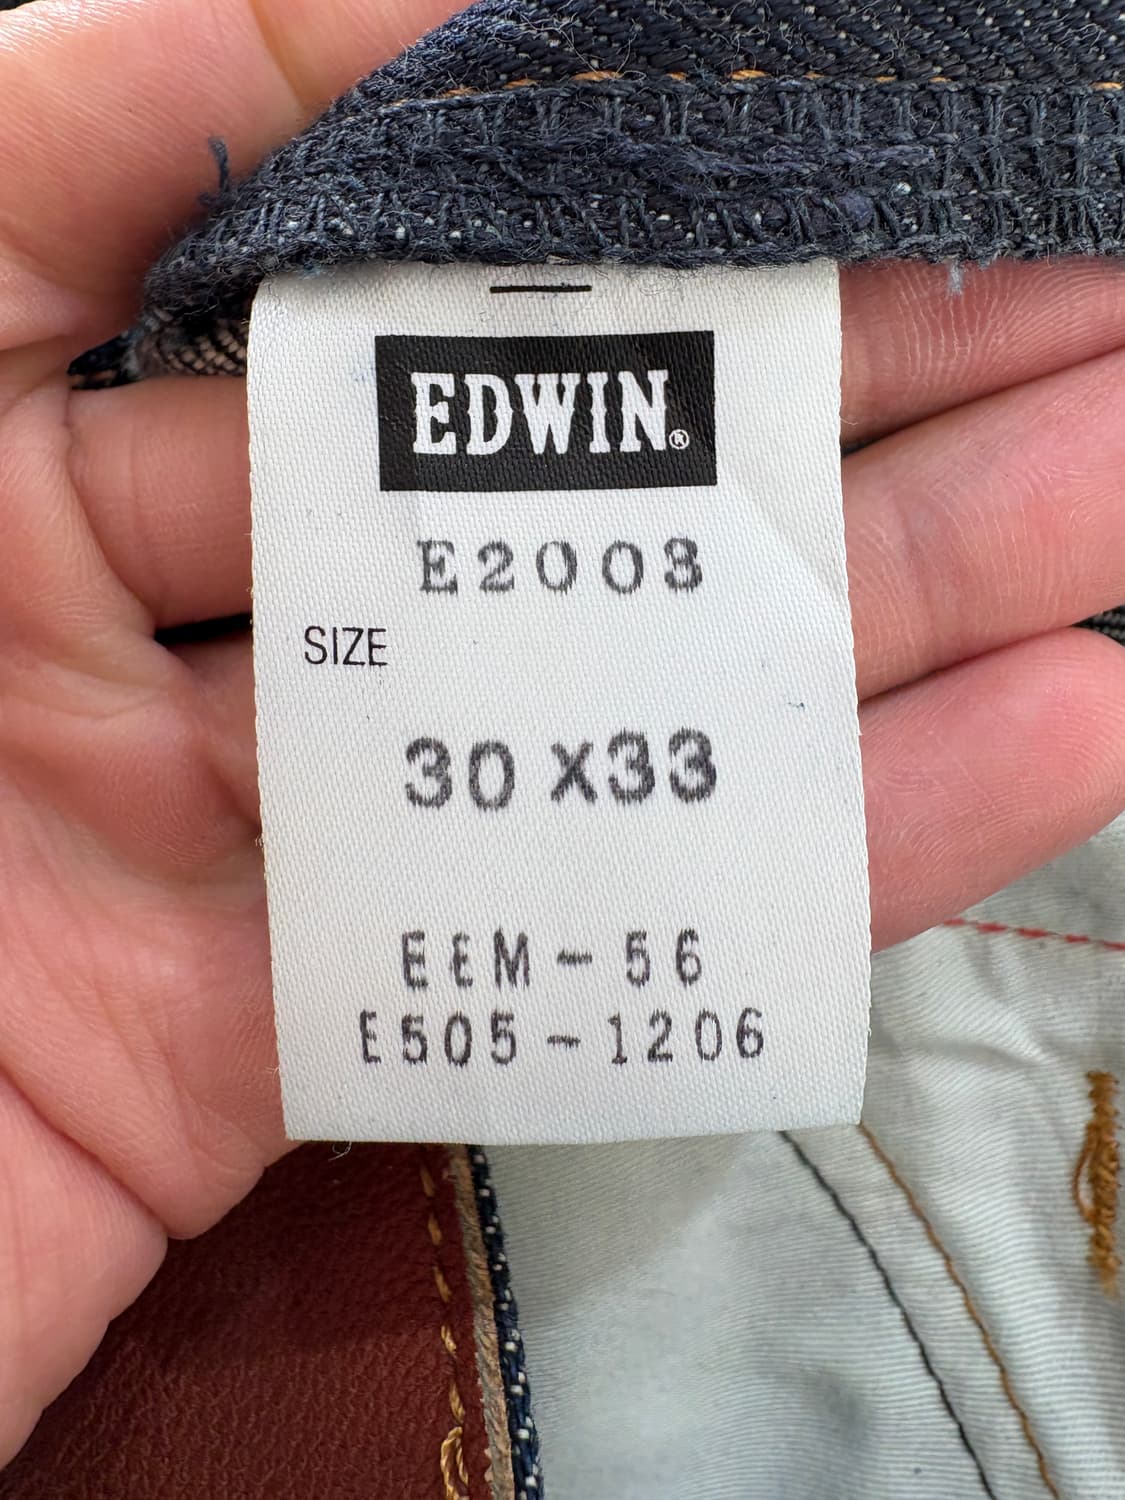 EDWIN®
E2003
SIZE
30 X33
EEM-56
E505-1206